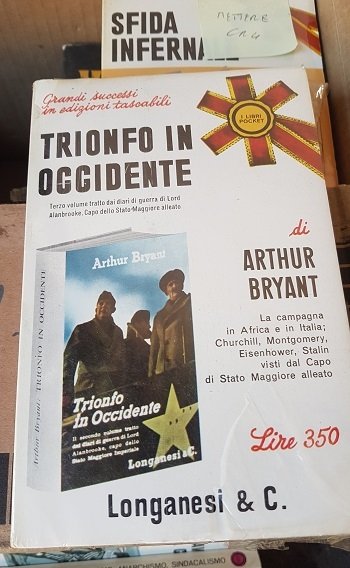 SFIDA
INFERNALE
METTERE
Grandi successi
in edizioni tascabili
I LIBRI
POCKET
TRIONFO IN
OCCIDENTE
Terzo volume tratto dai diari di guerra di Lord
Alanbrooke, Capo dello Stato Maggiore alleato
di
ARTHUR
BRYANT
La campagna
in Africa e in Italia;
Churchill, Montgomery,
Eisenhower, Stalin
visti dal Capo
di Stato Maggiore alleato
Arthur Bryant
Trionfo
In Occidente
Il secondo volume tratto
dai diari di guerra di Lord
Alanbrooke, capo dello
Stato Maggiore Imperiale
Longanesi & C.
Arthur Bryant: TRIONFO IN OCCIDENTE
Lire 350
Longanesi & C.
ANARCHISMO, SINDACALISMO